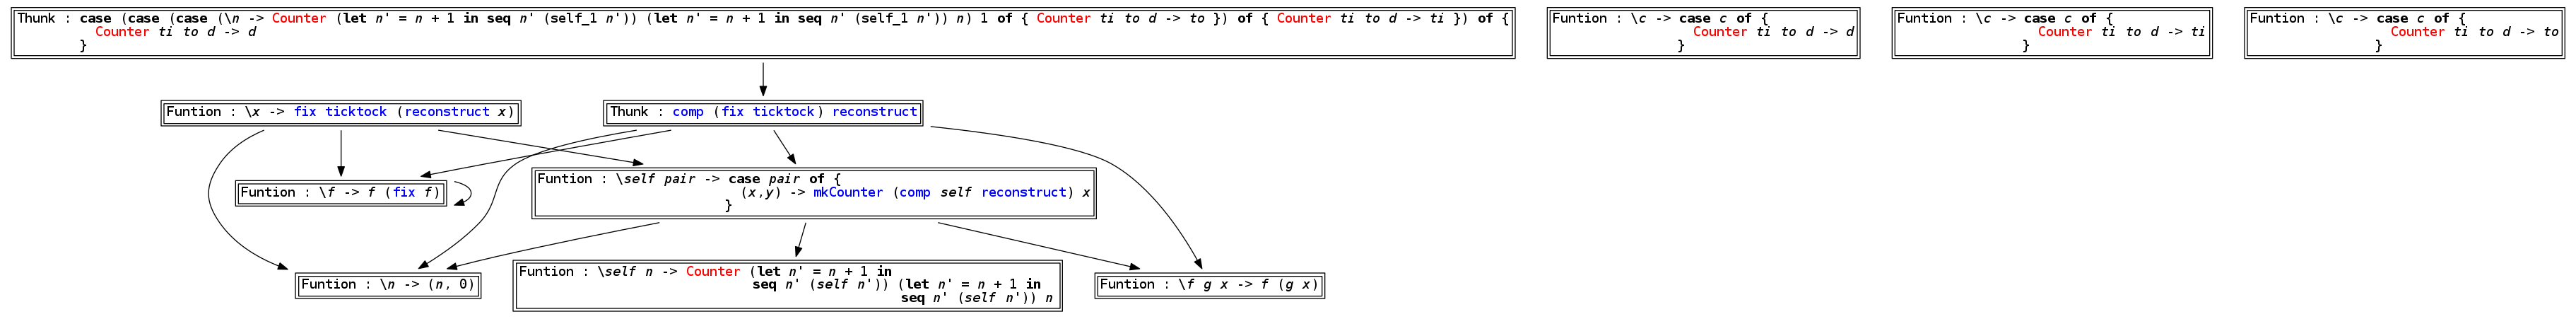 Thunk : case (case (case (\n -> Counter (let n' = n + 1 in seq n' (self_1 n')) (let n' = n + 1 in seq n' (self_1 n')) n) 1 of { Counter ti to d -> to }) of { Counter ti to d -> ti }) of {
Counter ti to d -> d
}
Funtion : \c -> case c of {
Counter ti to d -> d
}
Funtion : \c -> case c of {
Counter ti to d -> ti
}
Funtion : \c -> case c of {
Counter ti to d -> to
}
Funtion : \x -> fix ticktock (reconstruct x)
Thunk : comp (fix ticktock) reconstruct
Funtion : \f -> f (fix f)
Funtion : \self pair -> case pair of {
(x,y) -> mkCounter (comp self reconstruct) x
}
Funtion : \n -> (n, 0)
Funtion : \self n -> Counter (let n' = n + 1 in
seq n' (self n')) (let n' = n + 1 in
seq n' (self n')) n
Funtion : \f g x -> f (g x)